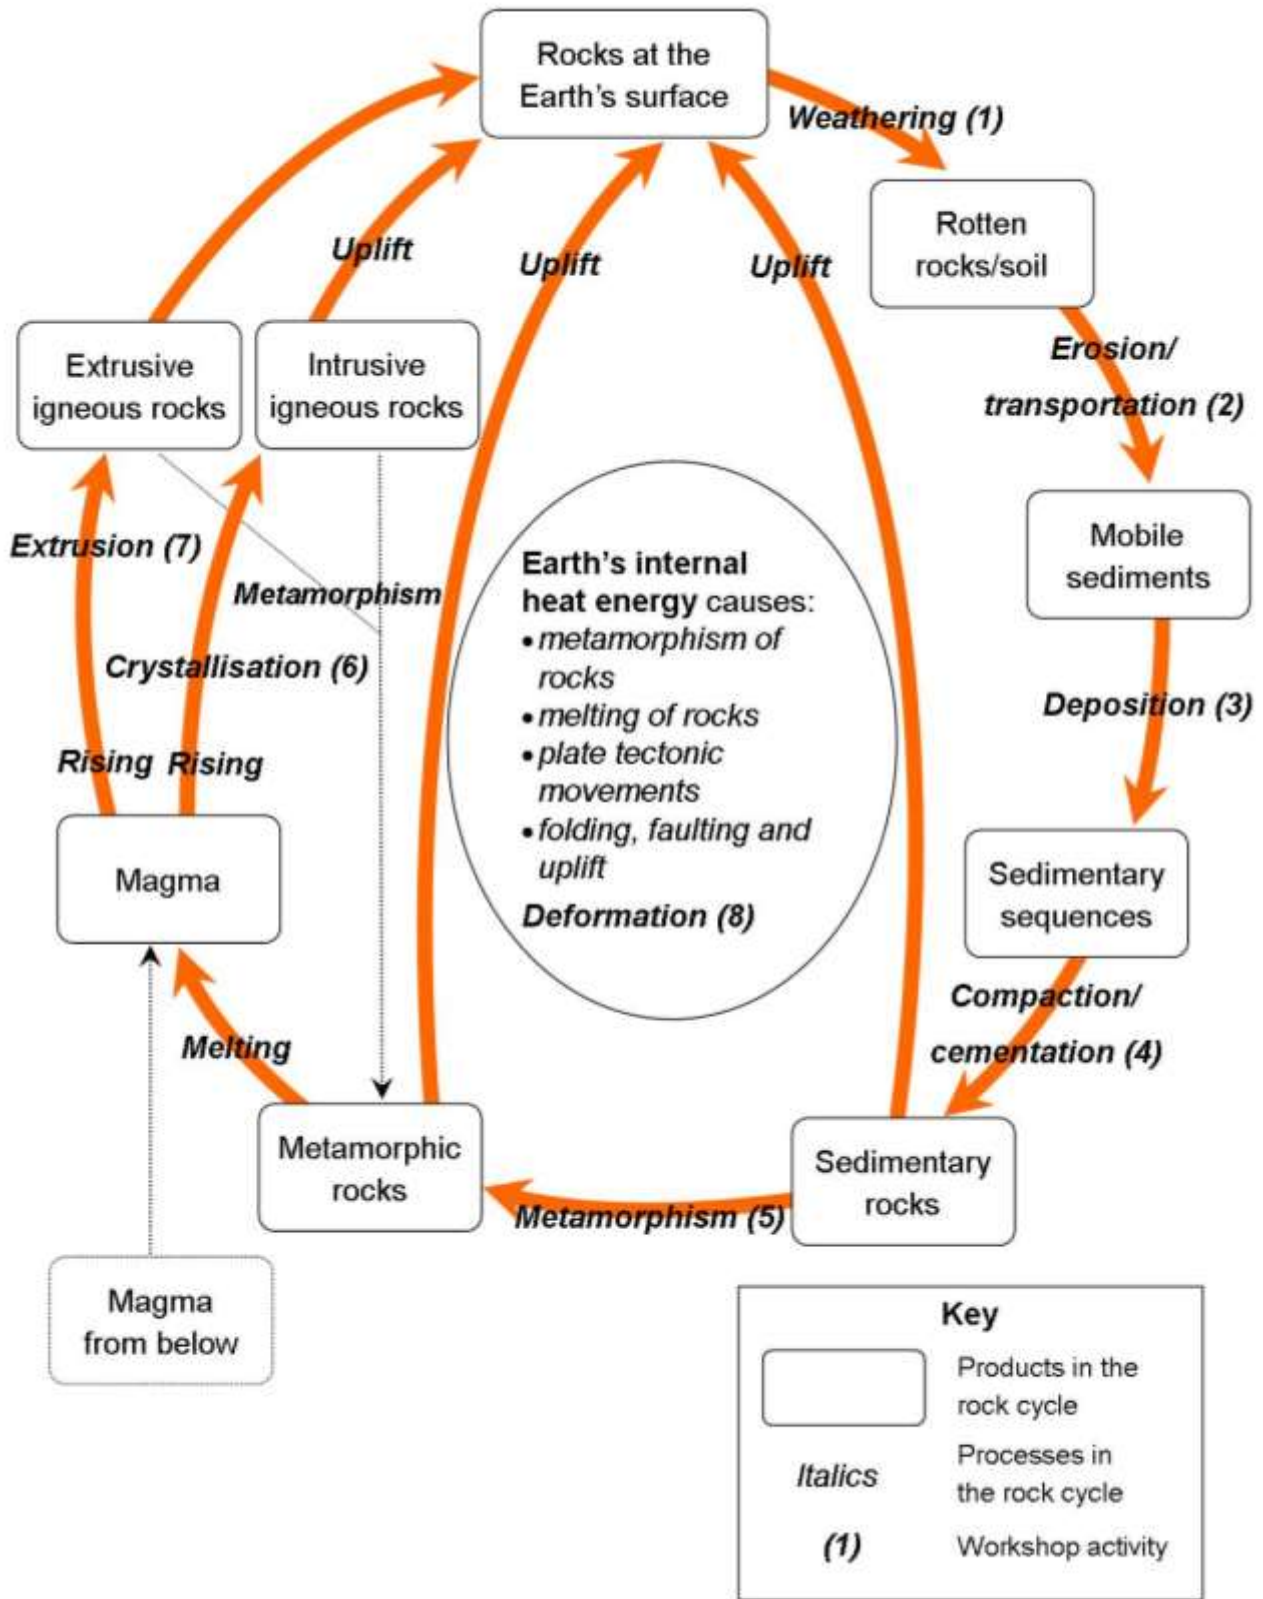 Rocks at the
Earth's surface
Weathering (1)
Rotten
rocks/soil
Uplift
Uplift
Uplift
Erosion/
transportation (2)
Extrusive
igneous rocks
Intrusive
igneous rocks
Mobile
sediments
Extrusion (7)
Metamorphism
Crystallisation (6)
Rising
Rising
Earth's internal
heat energy causes:
• metamorphism of
rocks
• melting of rocks
• plate tectonic
movements
• folding, faulting and
uplift
Deformation (8)
Deposition (3)
Magma
Sedimentary
sequences
Compaction/
cementation (4)
Melting
Metamorphic
rocks
Metamorphism (5)
Sedimentary
rocks
Magma
from below
Key
Products in the
rock cycle
Italics
Processes in
the rock cycle
(1)
Workshop activity